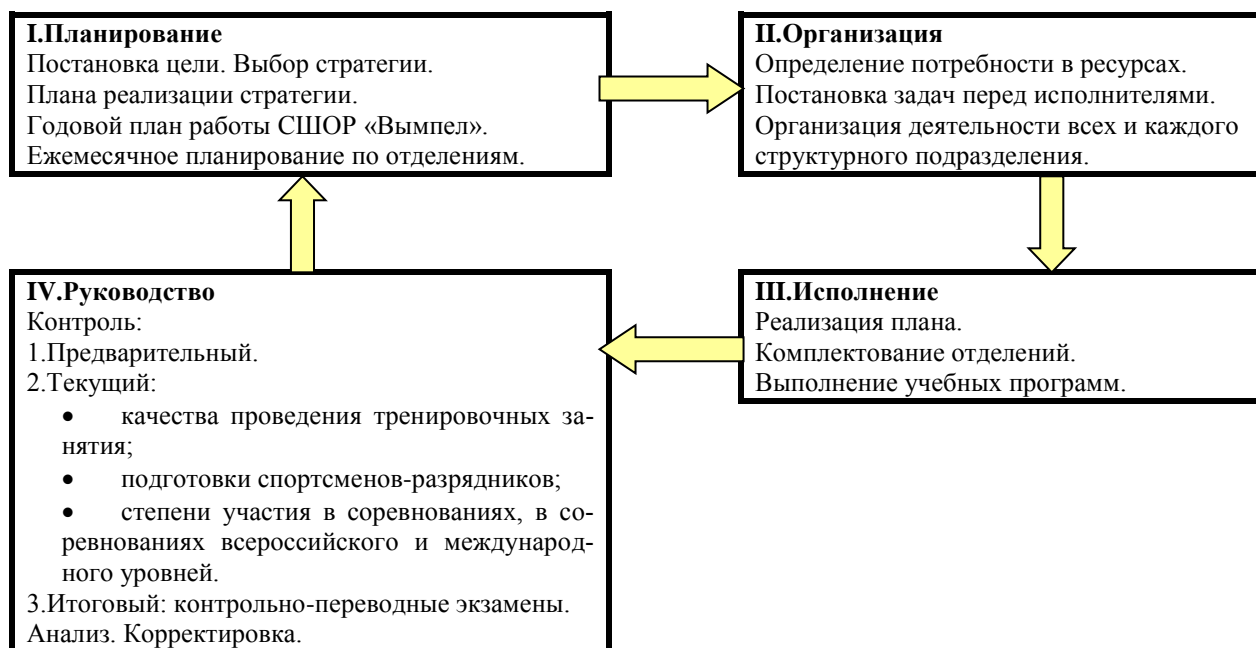 I.Планирование
Постановка цели. Выбор стратегии.
Плана реализации стратегии.
Годовой план работы СШОР «Вымпел».
Ежемесячное планирование по отделениям.
II.Организация
Определение потребности в ресурсах.
Постановка задач перед исполнителями.
Организация деятельности всех и каждого
структурного подразделения.
III.Исполнение
Реализация плана.
Комплектование отделений.
Выполнение учебных программ.
IV.Руководство
Контроль:
1.Предварительный.
2.Текущий:
• качества проведения тренировочных за-
нятия;
• подготовки спортсменов-разрядников;
• степени участия в соревнованиях, в со-
ревнованиях всероссийского и международ-
ного уровней.
3.Итоговый: контрольно-переводные экзамены.
Анализ. Корректировка.